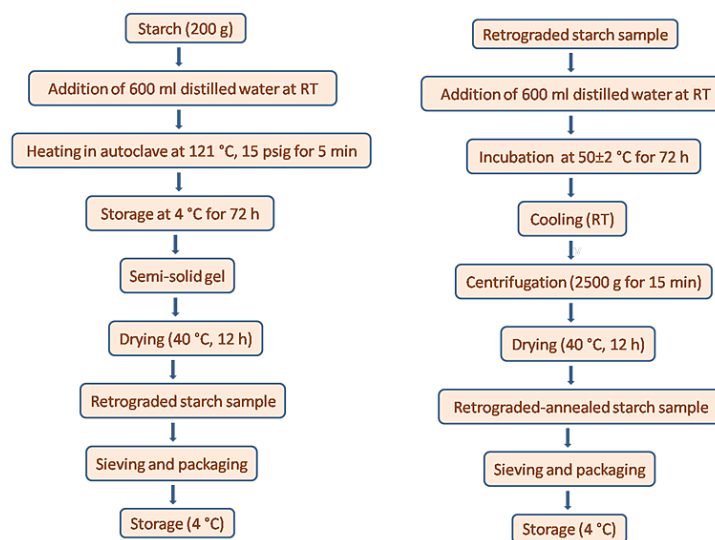 Starch (200 g)
Addition of 600 ml distilled water at RT
Heating in autoclave at 121 °C, 15 psig for 5 min
Storage at 4 °C for 72 h
Semi-solid gel
Drying (40 °C, 12 h)
Retrograded starch sample
Sieving and packaging
Storage (4 °C)
Retrograded starch sample
Addition of 600 ml distilled water at RT
Incubation at 50±2 °C for 72 h
Cooling (RT)
Centrifugation (2500 g for 15 min)
Drying (40 °C, 12 h)
Retrograded-annealed starch sample
Sieving and packaging
Storage (4 °C)